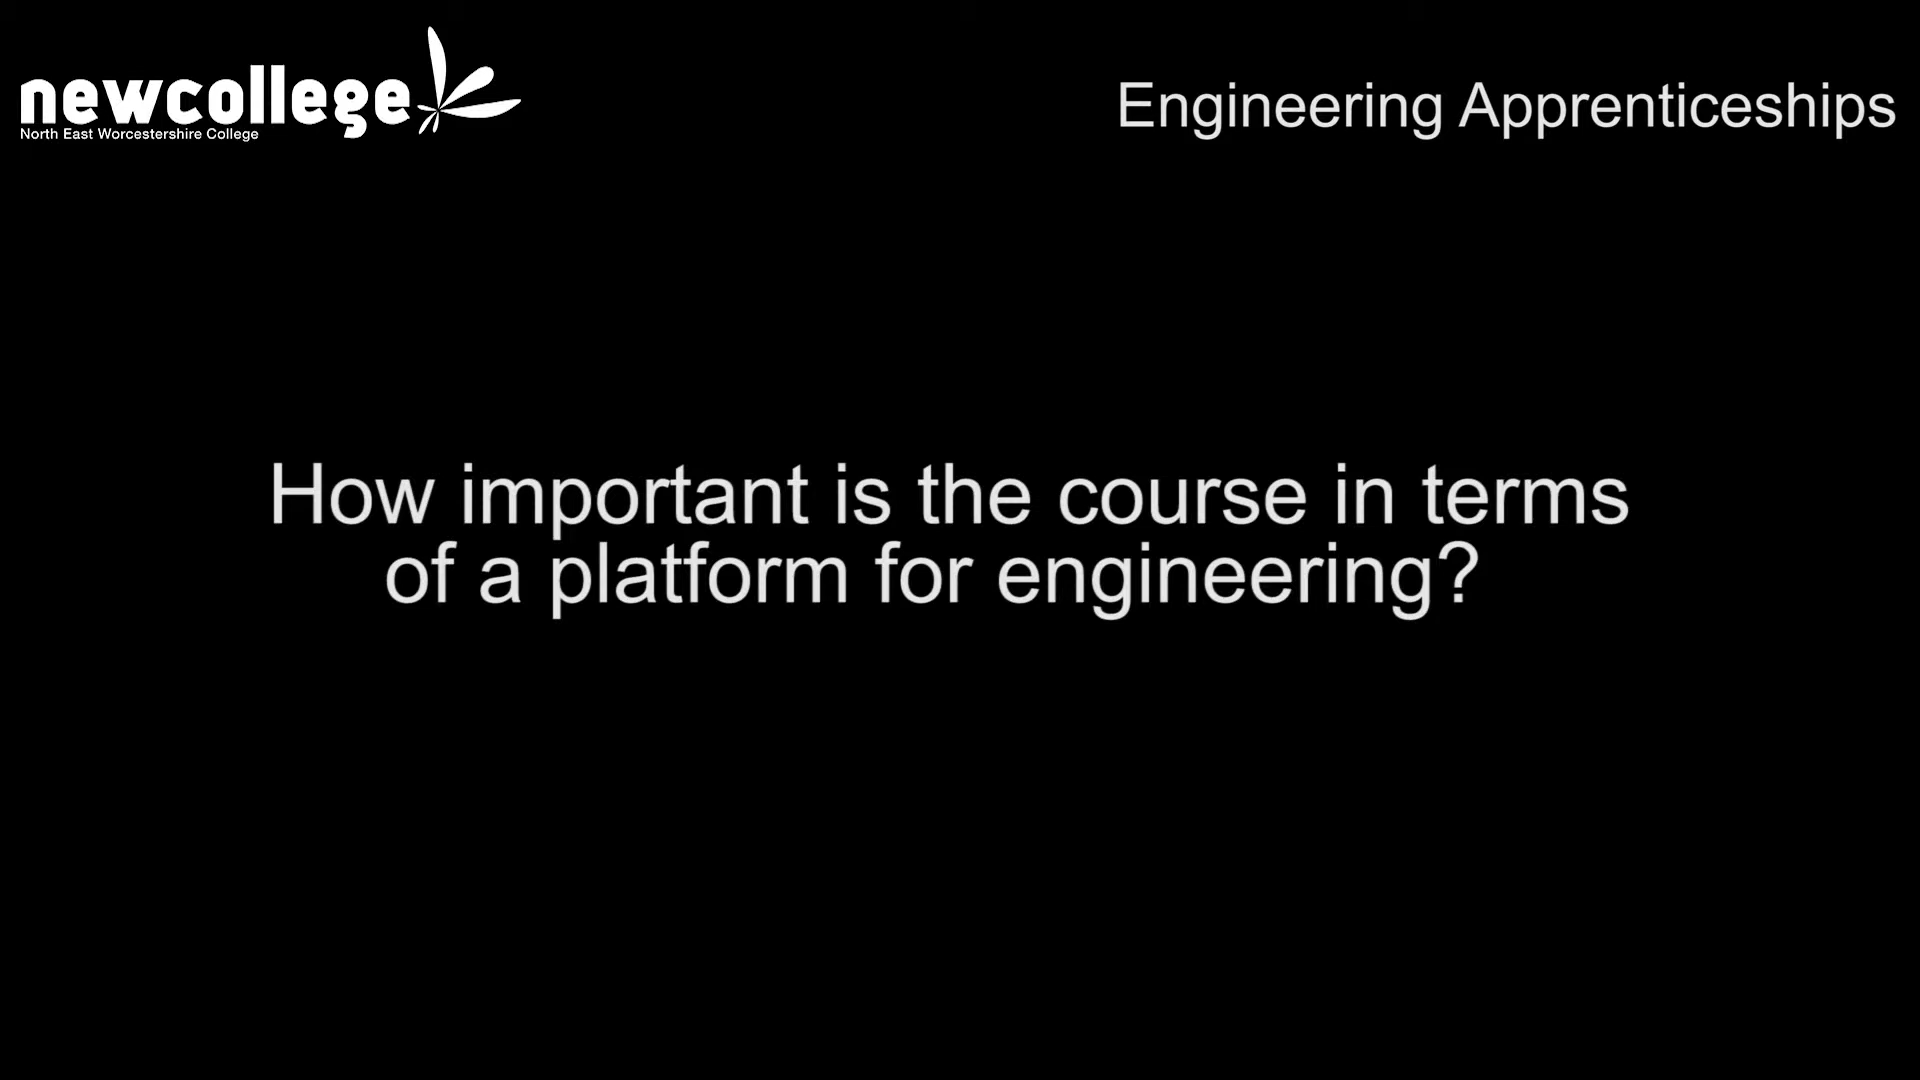 newcollege
North East Worcestershire College
Engineering Apprenticeships
How important is the course in terms
of a platform for engineering?